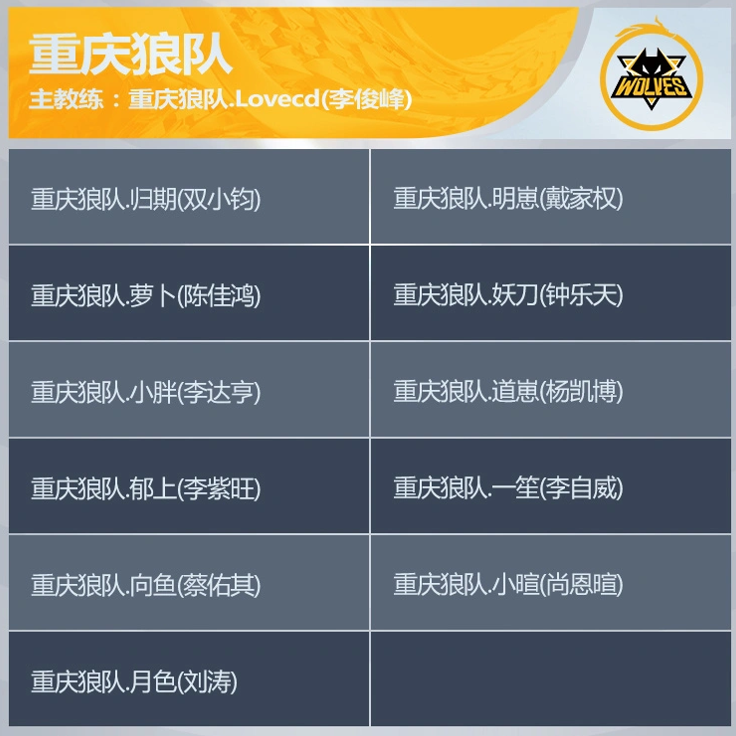 重庆狼队
主教练：重庆狼队.Lovecd(李俊峰)
WOLVES
重庆狼队.归期(双小钧)
重庆狼队.明崽(戴家权)
重庆狼队.萝卜(陈佳鸿)
重庆狼队.妖刀(钟乐天)
重庆狼队.小胖(李达亨)
重庆狼队.道崽(杨凯博)
重庆狼队.郁上(李紫旺)
重庆狼队.一笙(李自威)
重庆狼队.向鱼(蔡佑其)
重庆狼队.小暄(尚恩暄)
重庆狼队.月色(刘涛)